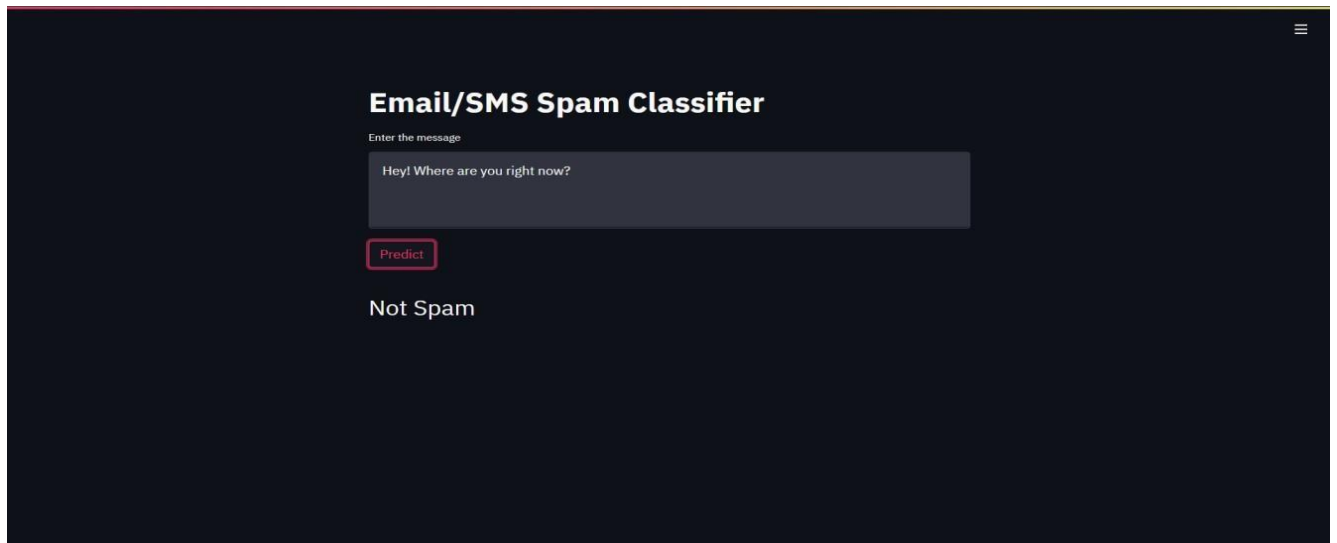 Email/SMS Spam Classifier
Enter the message
Hey! Where are you right now?
Predict
Not Spam